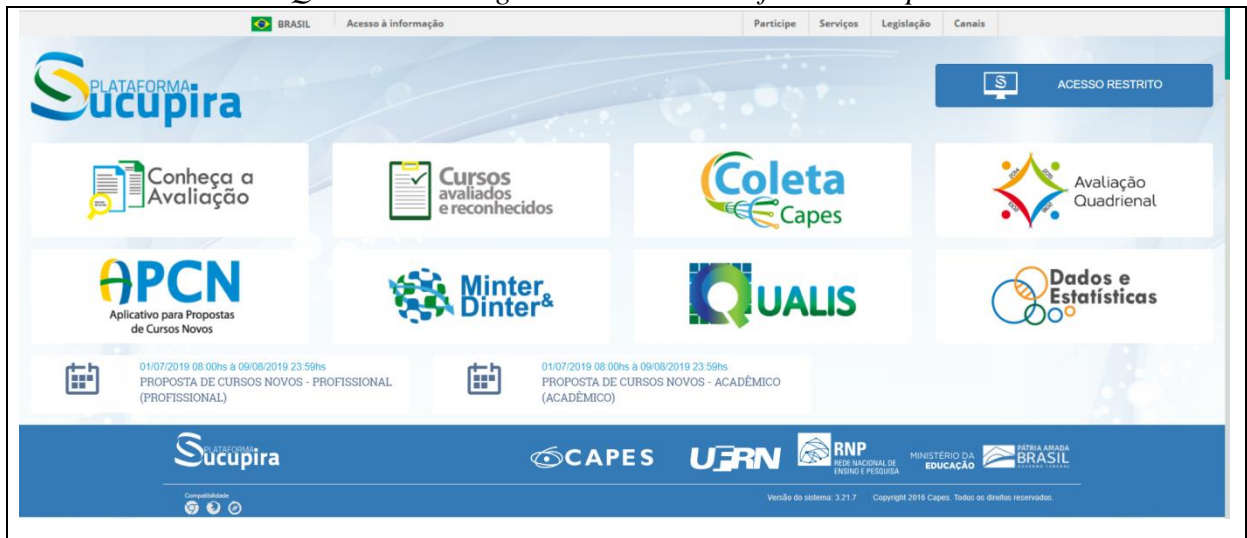 BRASIL Acesso à informação Participe Serviços Legislação Canais
PLATAFORMA
Sucupira
ACESSO RESTRITO
Conheça a
Avaliação
Cursos
avaliados
e reconhecidos
Coleta
Capes
Avaliação
Quadrienal
APCN
Aplicativo para Propostas
de Cursos Novos
Minter
Dinter&
QUALIS
Dados e
Estatísticas
01/07/2019 08:00hs à 09/08/2019 23:59hs
PROPOSTA DE CURSOS NOVOS - PROFISSIONAL
(PROFISSIONAL)
01/07/2019 08:00hs à 09/08/2019 23:59hs
PROPOSTA DE CURSOS NOVOS - ACADÊMICO
(ACADÊMICO)
PLATAFORMA
Sucupira
CAPES
UFRN
RNP
REDE NACIONAL DE
ENSINO E PESQUISA
MINISTÉRIO DA
EDUCAÇÃO
PÁTRIA AMADA
BRASIL
GOVERNO FEDERAL
Compatibilidade
Versão do sistema: 3.21.7 Copyright 2016 Capes. Todos os direitos reservados.